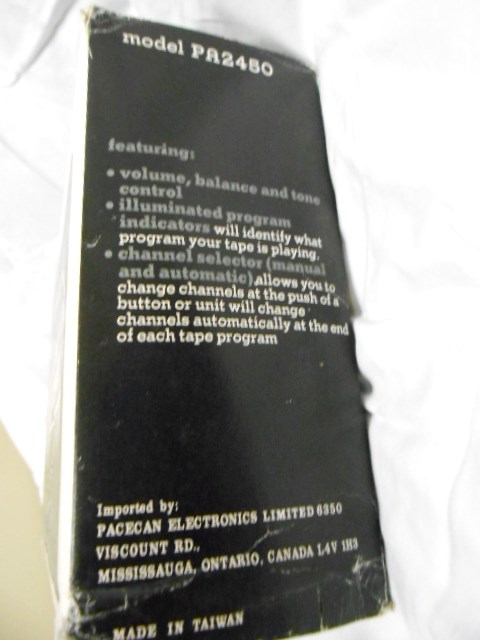 model PA2450
featuring:
• volume, balance and tone
control
• illuminated program
indicators will identify what
program your tape is playing.
• channel selector (manual
and automatic) allows you to
change channels at the push of a
button or unit will change
channels automatically at the end
of each tape program
Imported by:
PACECAN ELECTRONICS LIMITED 6350
VISCOUNT RD.,
MISSISSAUGA, ONTARIO, CANADA L4V 1H3
MADE IN TAIWAN